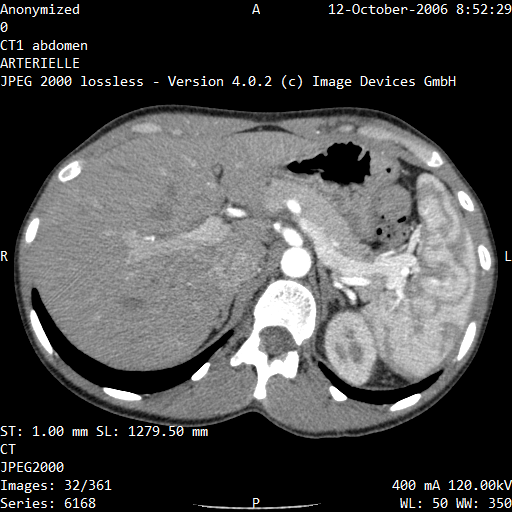 Anonymized
A
12-October-2006 8:52:29
0
CT1 abdomen
ARTERIELLE
JPEG 2000 lossless - Version 4.0.2 (c) Image Devices GmbH
R
L
ST: 1.00 mm SL: 1279.50 mm
CT
JPEG2000
Images: 32/361
400 mA 120.00kV
Series: 6168
P
WL: 50 WW: 350